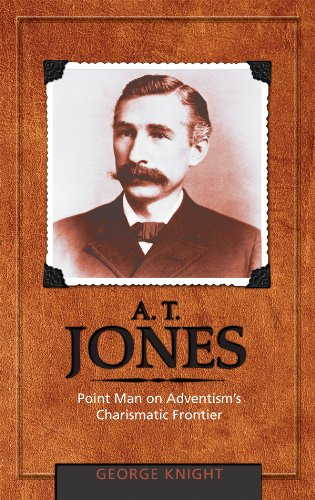 A. T.
JONES
Point Man on Adventism's
Charismatic Frontier
GEORGE KNIGHT